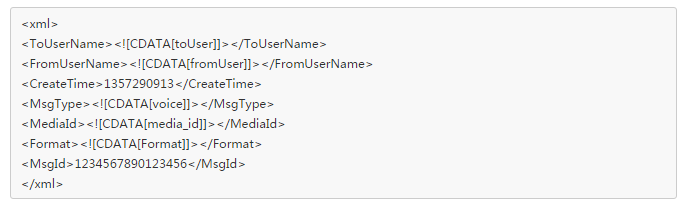 <xml>
<ToUserName><![CDATA[toUser]]></ToUserName>
<FromUserName><![CDATA[fromUser]]></FromUserName>
<CreateTime>1357290913</CreateTime>
<MsgType><![CDATA[voice]]></MsgType>
<MediaId><![CDATA[media_id]]></MediaId>
<Format><![CDATA[Format]]></Format>
<MsgId>1234567890123456</MsgId>
</xml>